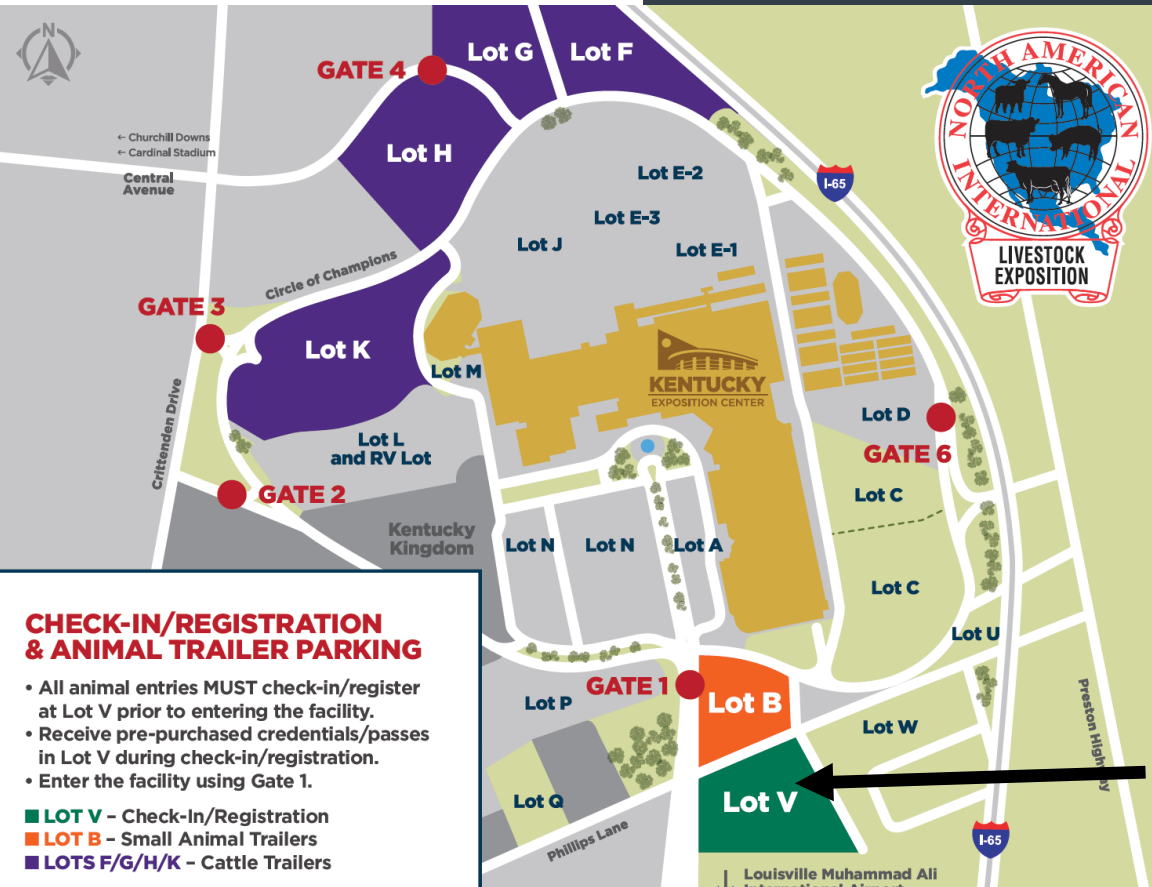 N
GATE 4
Lot G
Lot F
NORTH AMERICAN
INTERNATIONAL
LIVESTOCK
EXPOSITION
← Churchill Downs
← Cardinal Stadium
Central
Avenue
Lot H
Lot E-2
I-65
Lot E-3
Lot J
Lot E-1
Circle of Champions
GATE 3
Lot K
Lot M
KENTUCKY
EXPOSITION CENTER
Crittenden Drive
Lot L
and RV Lot
Lot D
GATE 6
GATE 2
Lot C
Kentucky
Kingdom
Lot N
Lot N
Lot A
Lot C
Lot U
CHECK-IN/REGISTRATION
& ANIMAL TRAILER PARKING
• All animal entries MUST check-in/register
at Lot V prior to entering the facility.
• Receive pre-purchased credentials/passes
in Lot V during check-in/registration.
• Enter the facility using Gate 1.
LOT V – Check-In/Registration
LOT B – Small Animal Trailers
LOTS F/G/H/K – Cattle Trailers
GATE 1
Lot P
Lot B
Lot W
Preston Highway
Lot Q
Lot V
Phillips Lane
I-65
Louisville Muhammad Ali
International Airport